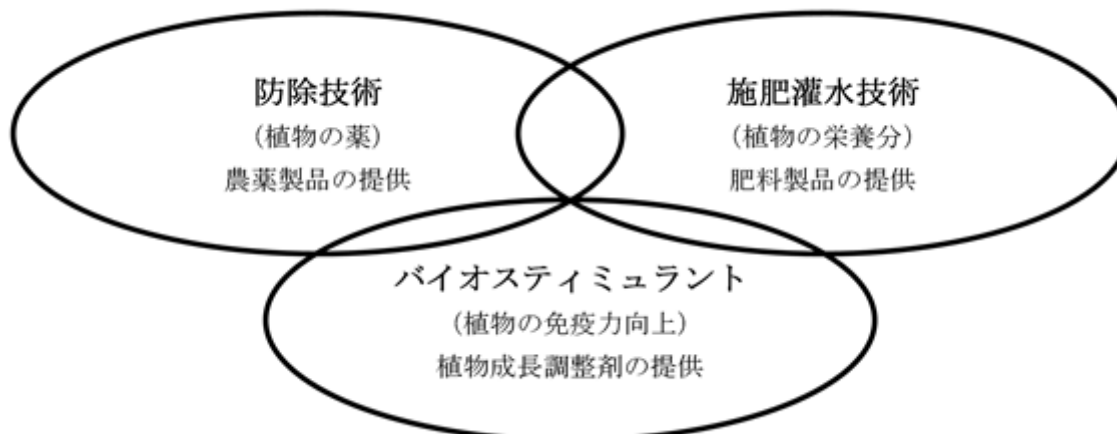 防除技術
(植物の薬)
農薬製品の提供
施肥灌水技術
(植物の栄養分)
肥料製品の提供
バイオスティミュラント
(植物の免疫力向上)
植物成長調整剤の提供